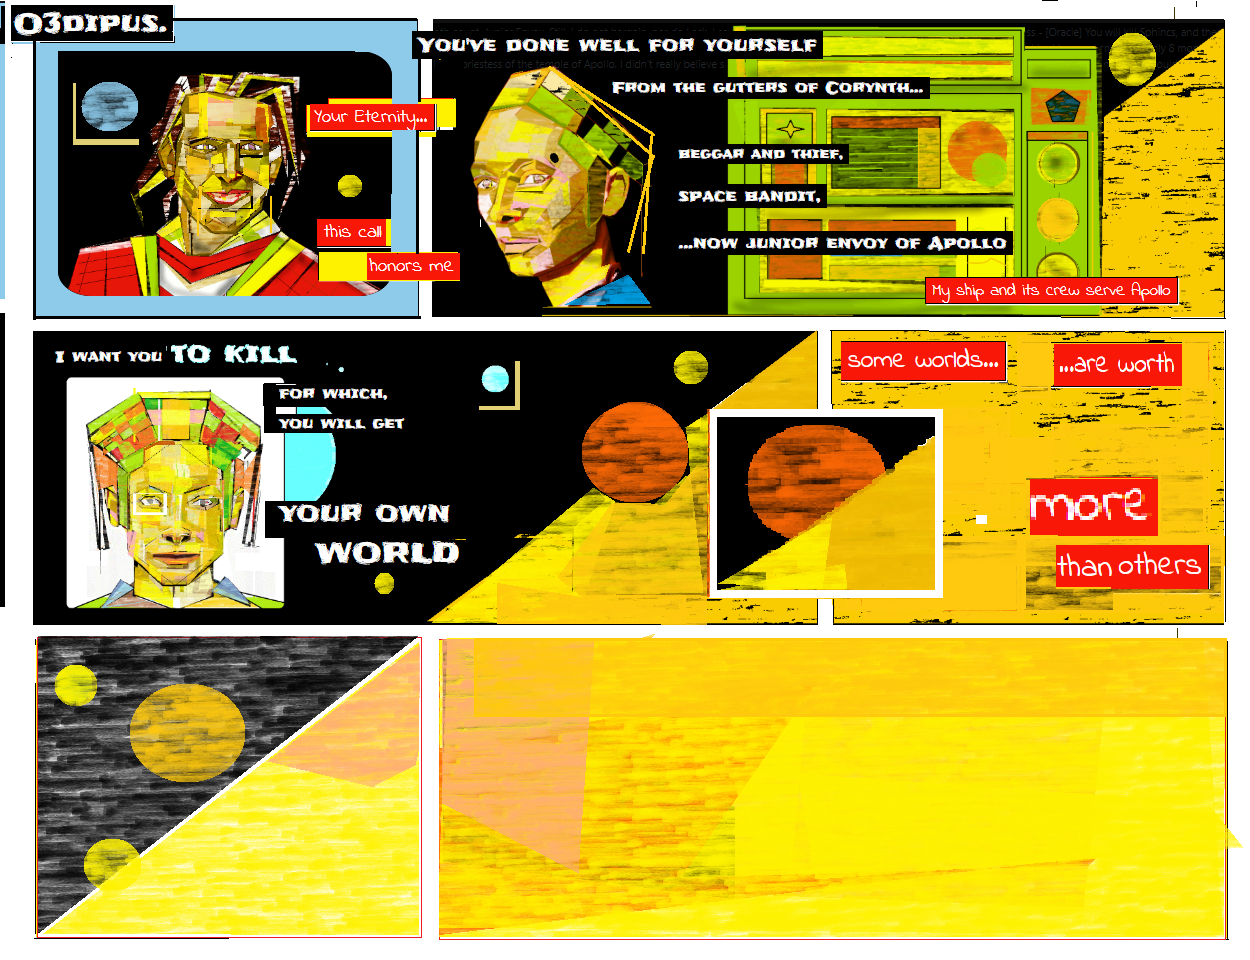 O3DIPUS.
YOU'VE DONE WELL FOR YOURSELF
FROM THE GUTTERS OF CORYNTH...
Your Eternity...
this call
honors me
BEGGAR AND THIEF,
SPACE BANDIT,
...NOW JUNIOR ENVOY OF APOLLO
My ship and its crew serve Apollo
I WANT YOU TO KILL
FOR WHICH,
YOU WILL GET
YOUR OWN
WORLD
some worlds...
...are worth
more
than others